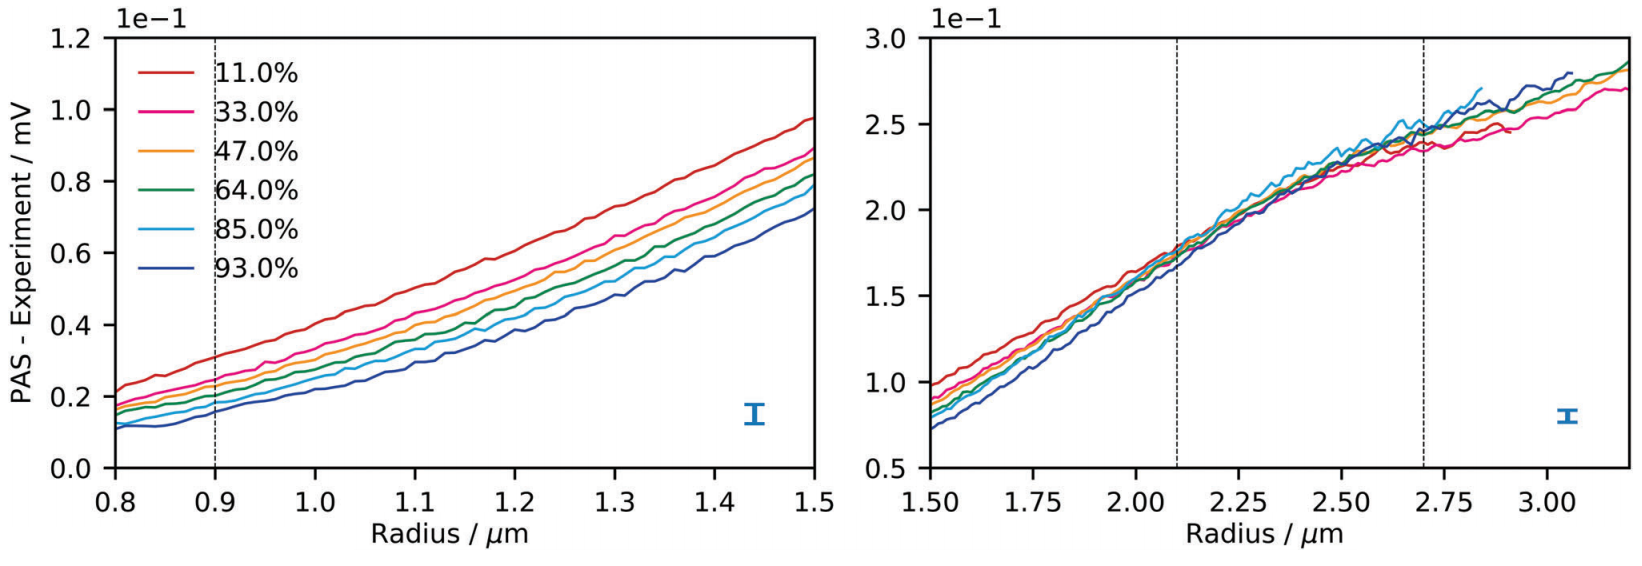 1e−1
PAS - Experiment / mV
1.2
1.0
0.8
0.6
0.4
0.2
0.0
11.0%
33.0%
47.0%
64.0%
85.0%
93.0%
0.8 0.9 1.0 1.1 1.2 1.3 1.4 1.5
Radius / μm
1e−1
3.0
2.5
2.0
1.5
1.0
0.5
1.50 1.75 2.00 2.25 2.50 2.75 3.00
Radius / μm